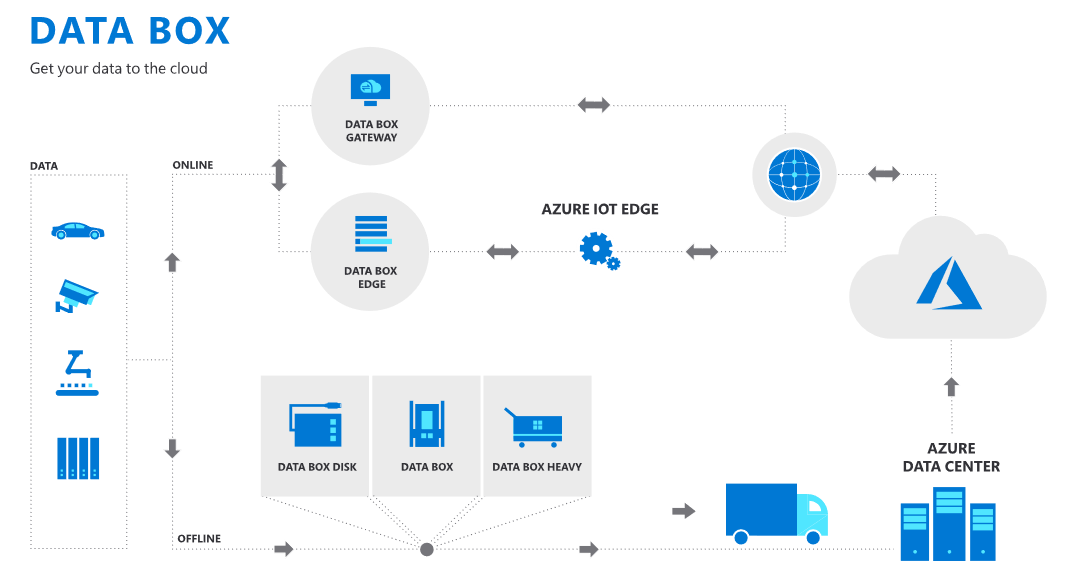 DATA BOX
Get your data to the cloud
DATA
ONLINE
DATA BOX
GATEWAY
DATA BOX
EDGE
AZURE IOT EDGE
DATA BOX DISK
DATA BOX
DATA BOX HEAVY
OFFLINE
AZURE
DATA CENTER